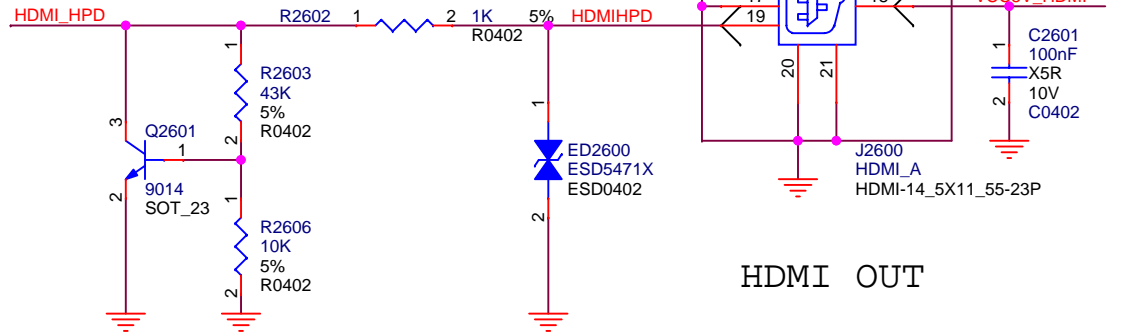 HDMI_HPD
R2602
1
2
1K
5%
R0402
HDMIHPD
19
20
21
1
R2603
43K
5%
R0402
2
3
Q2601
1
9014
SOT_23
2
1
R2606
10K
5%
R0402
2
1
ED2600
ESD5471X
ESD0402
2
J2600
HDMI_A
HDMI-14_5X11_55-23P
C2601
1
100nF
X5R
10V
2
C0402
HDMI OUT